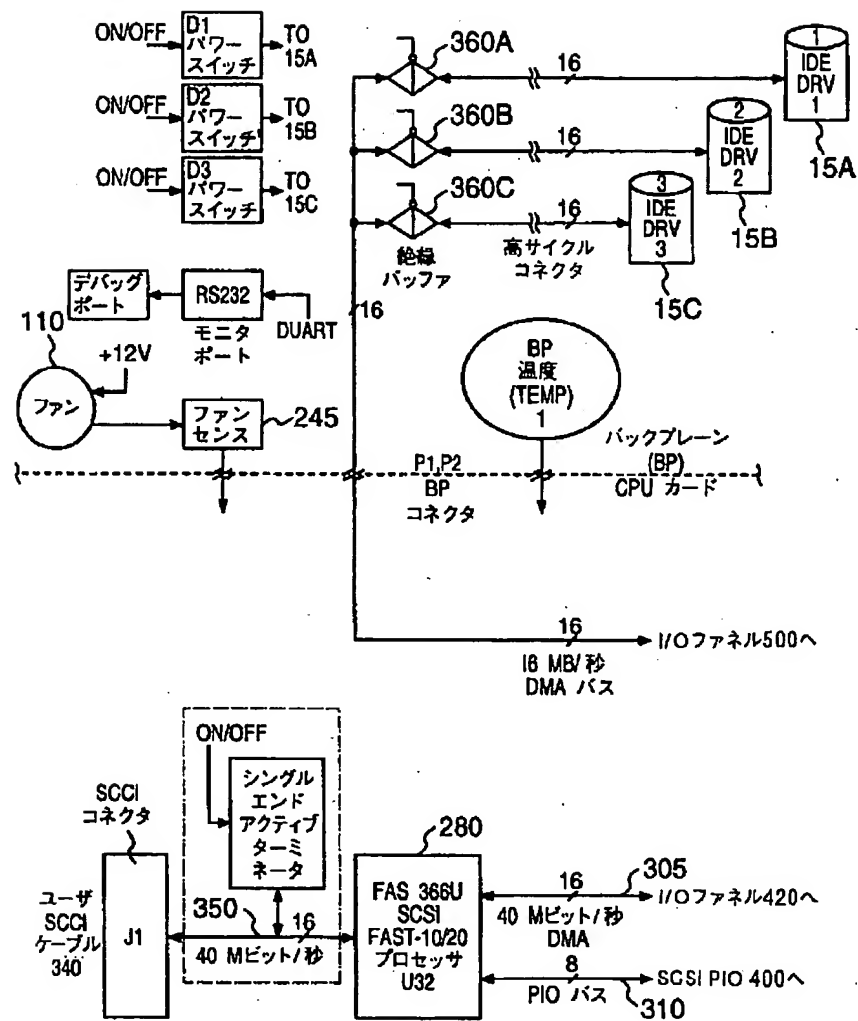 ON/OFF
D1
パワー
スイッチ
TO
15A
ON/OFF
D2
パワー
スイッチ
TO
15B
ON/OFF
D3
パワー
スイッチ
TO
15C
360A
16
1
IDE
DRV
1
15A
360B
16
2
IDE
DRV
2
15B
360C
16
3
IDE
DRV
3
15C
絶縁
バッファ
高サイクル
コネクタ
16
デバッグ
ポート
RS232
モニタ
ポート
DUART
110
+12V
ファン
ファン
センス
245
BP
温度
(TEMP)
1
バックプレーン
(BP)
P1,P2
BP
コネクタ
CPU カード
16
I/Oファネル500へ
16 MB/秒
DMA バス
ON/OFF
シングル
エンド
アクティブ
ターミ
ネータ
SCCI
コネクタ
ユーザ
SCCI
ケーブル
340
J1
350
16
40 Mビット/秒
280
FAS 366U
SCSI
FAST-10/20
プロセッサ
U32
16
305
I/Oファネル420へ
40 Mビット/秒
DMA
8
SCSI PIO 400へ
PIO バス
310